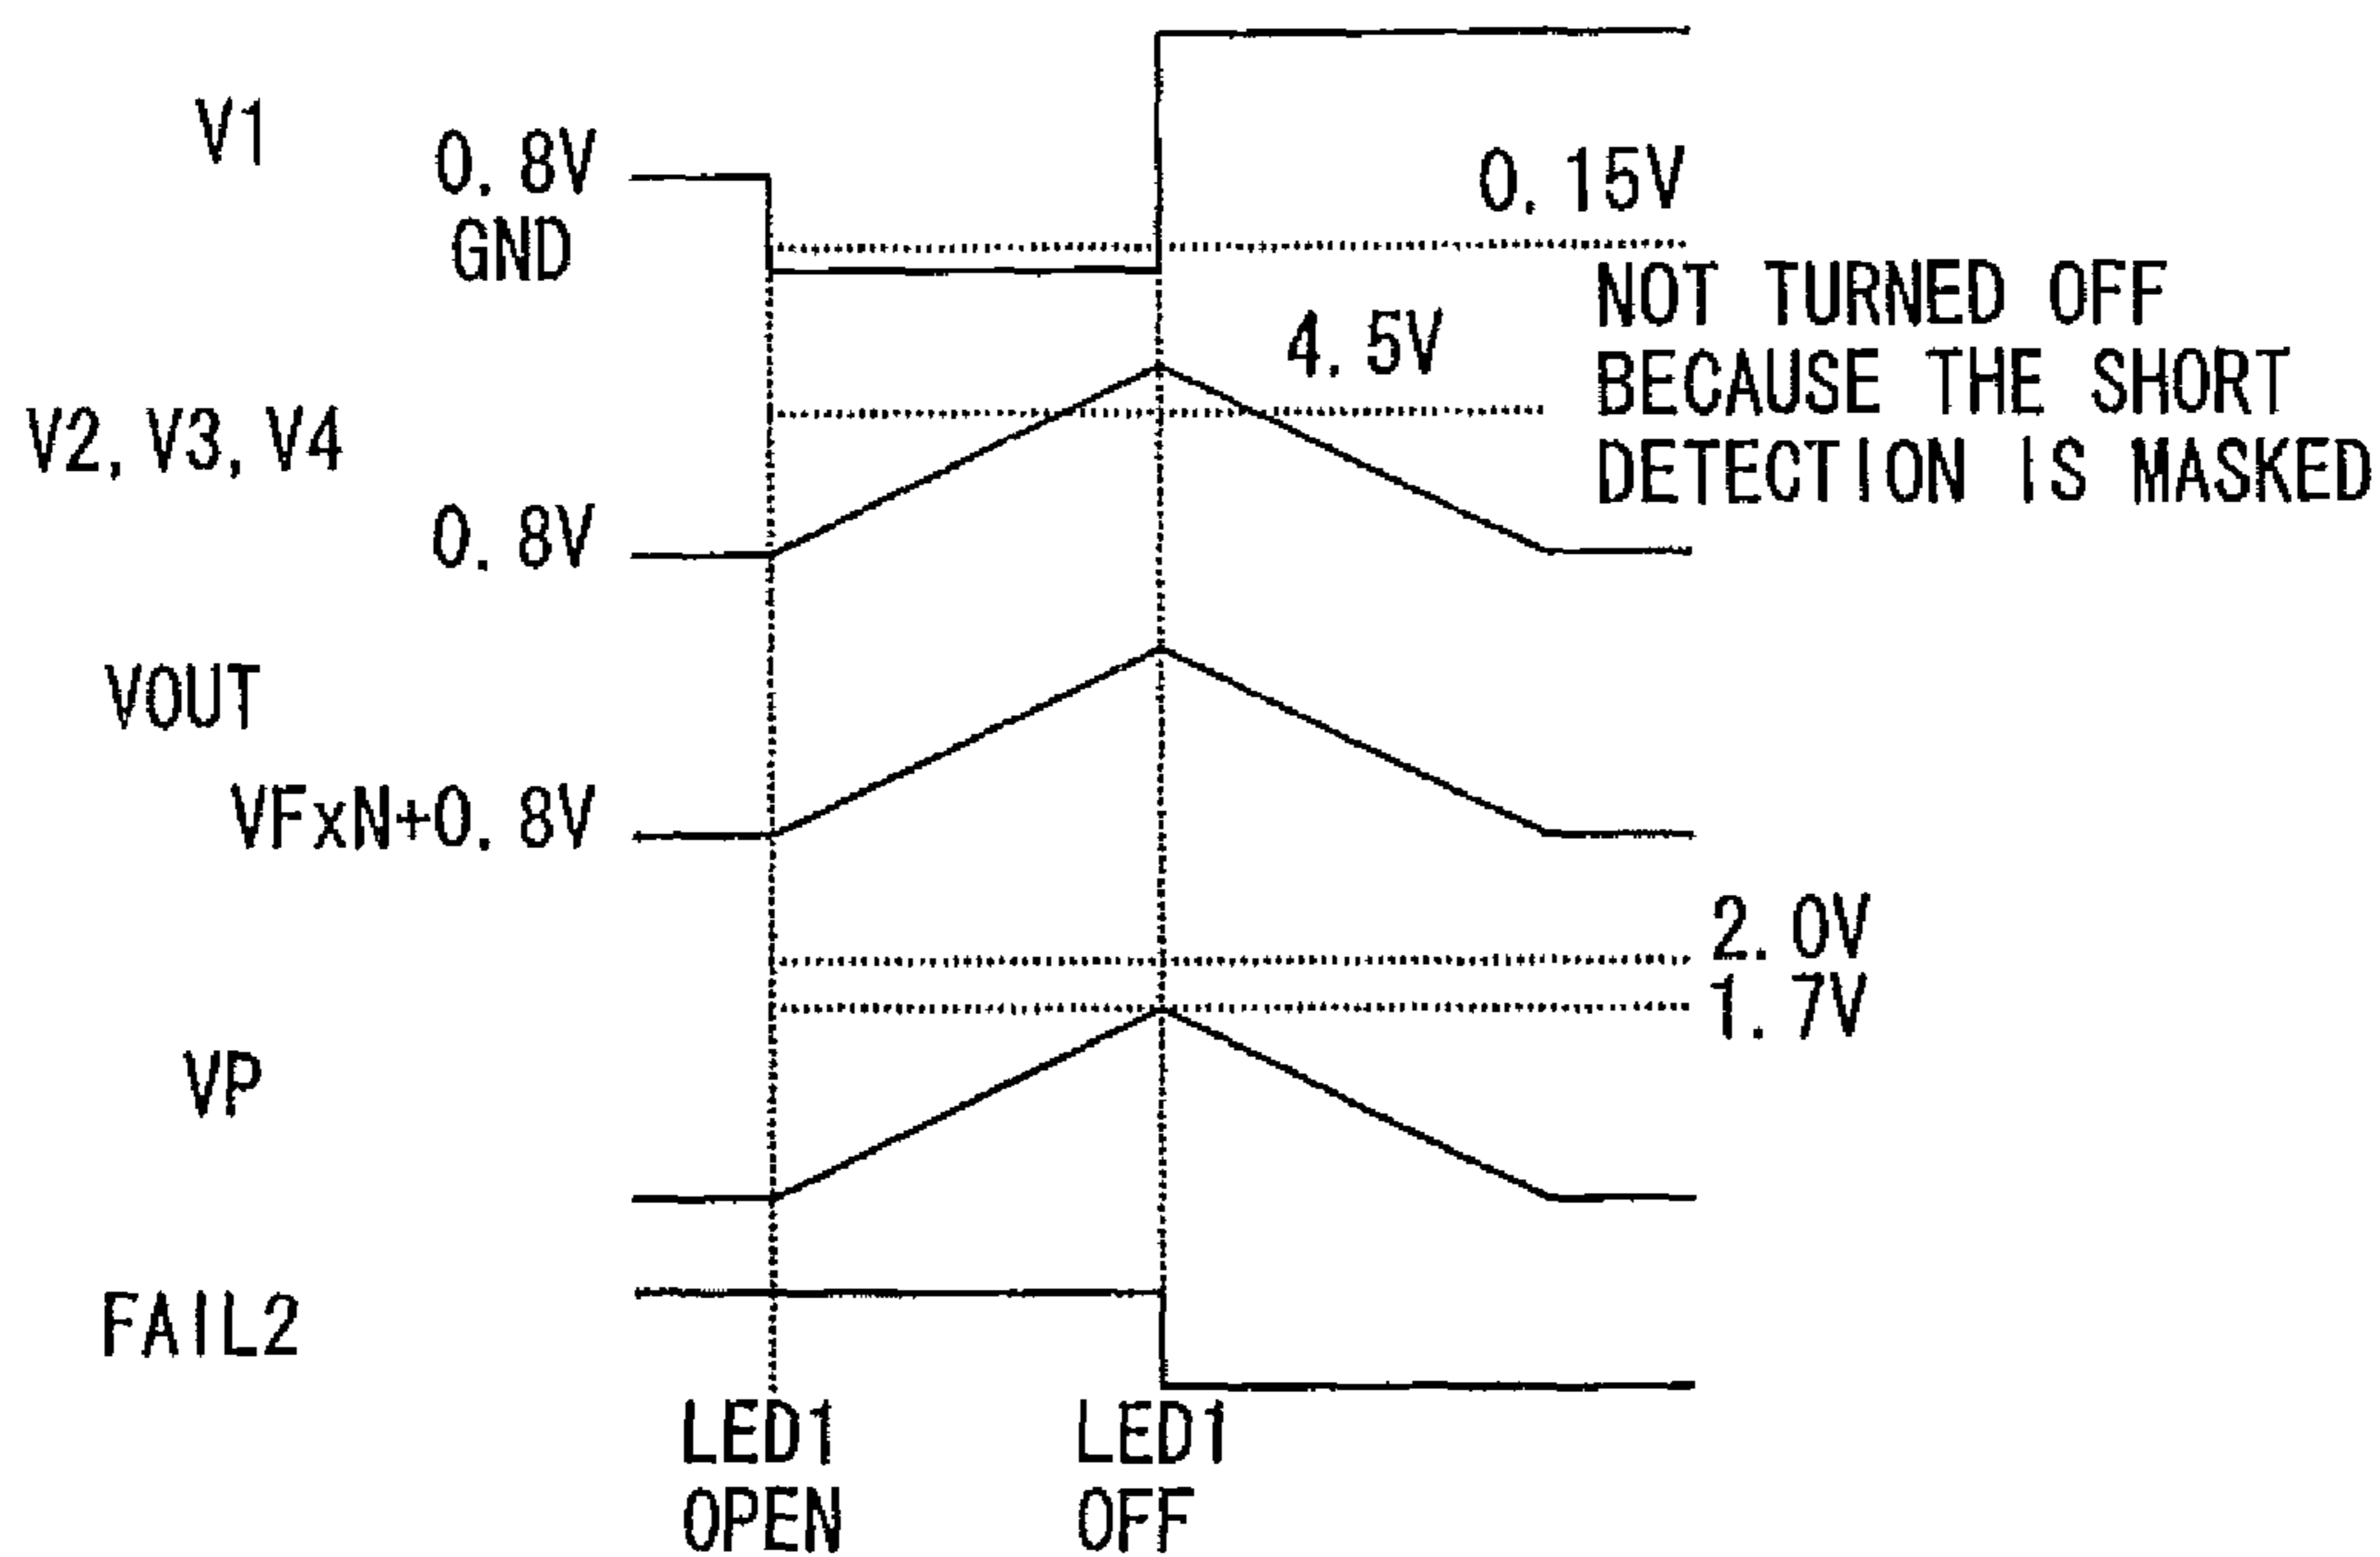 V1
0. 8V
GND
0. 15V
NOT TURNED OFF
BECAUSE THE SHORT
DETECTION IS MASKED
4. 5V
V2, V3, V4
0. 8V
VOUT
VFxN+0. 8V
2. 0V
1. 7V
VP
FAIL2
LED1
OPEN
LED1
OFF